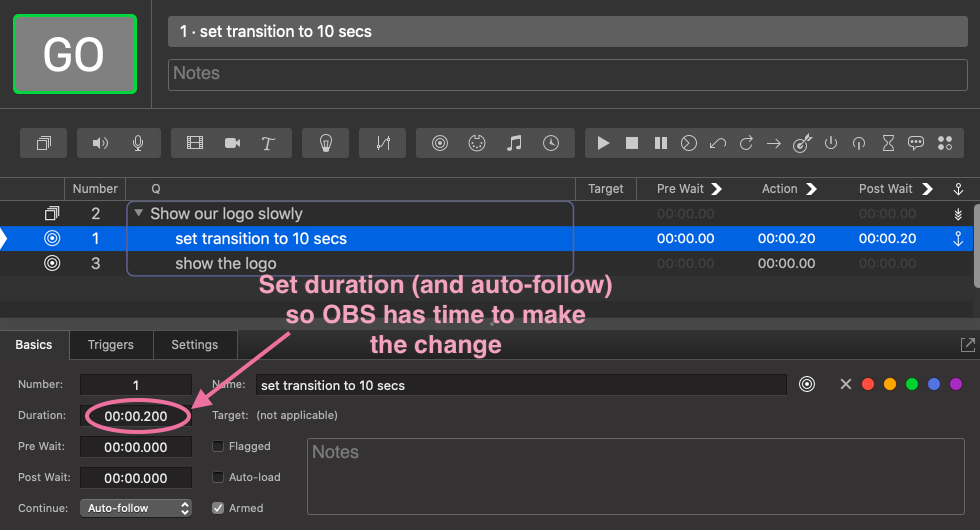 GO
1 · set transition to 10 secs
Notes
Number Q Target Pre Wait Action Post Wait
2 Show our logo slowly 00:00.00 00:00.00
1 set transition to 10 secs 00:00.00 00:00.20 00:00.20
3 show the logo 00:00.00 00:00.00 00:00.00
Set duration (and auto-follow)
so OBS has time to make
the change
Basics Triggers Settings
Number: 1 Name: set transition to 10 secs
Duration: 00:00.200 Target: (not applicable)
Pre Wait: 00:00.000 Flagged Notes
Post Wait: 00:00.000 Auto-load
Continue: Auto-follow Armed